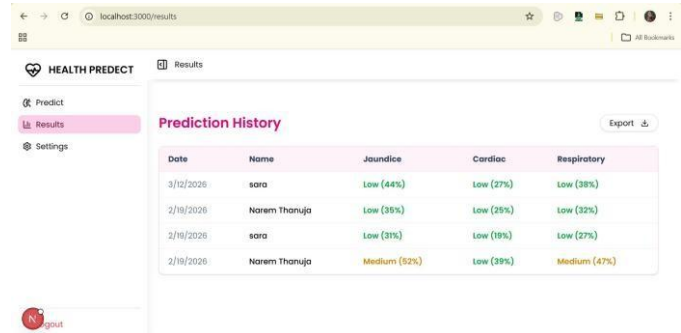 localhost:3000/results
All Bookmarks
HEALTH PREDECT
Results
Predict
Results
Settings
Prediction History
Export
Date Name Jaundice Cardiac Respiratory
3/12/2026 sara Low (44%) Low (27%) Low (38%)
2/19/2026 Narem Thanuja Low (35%) Low (25%) Low (32%)
2/19/2026 sara Low (31%) Low (19%) Low (27%)
2/19/2026 Narem Thanuja Medium (52%) Low (39%) Medium (47%)
N
ogout